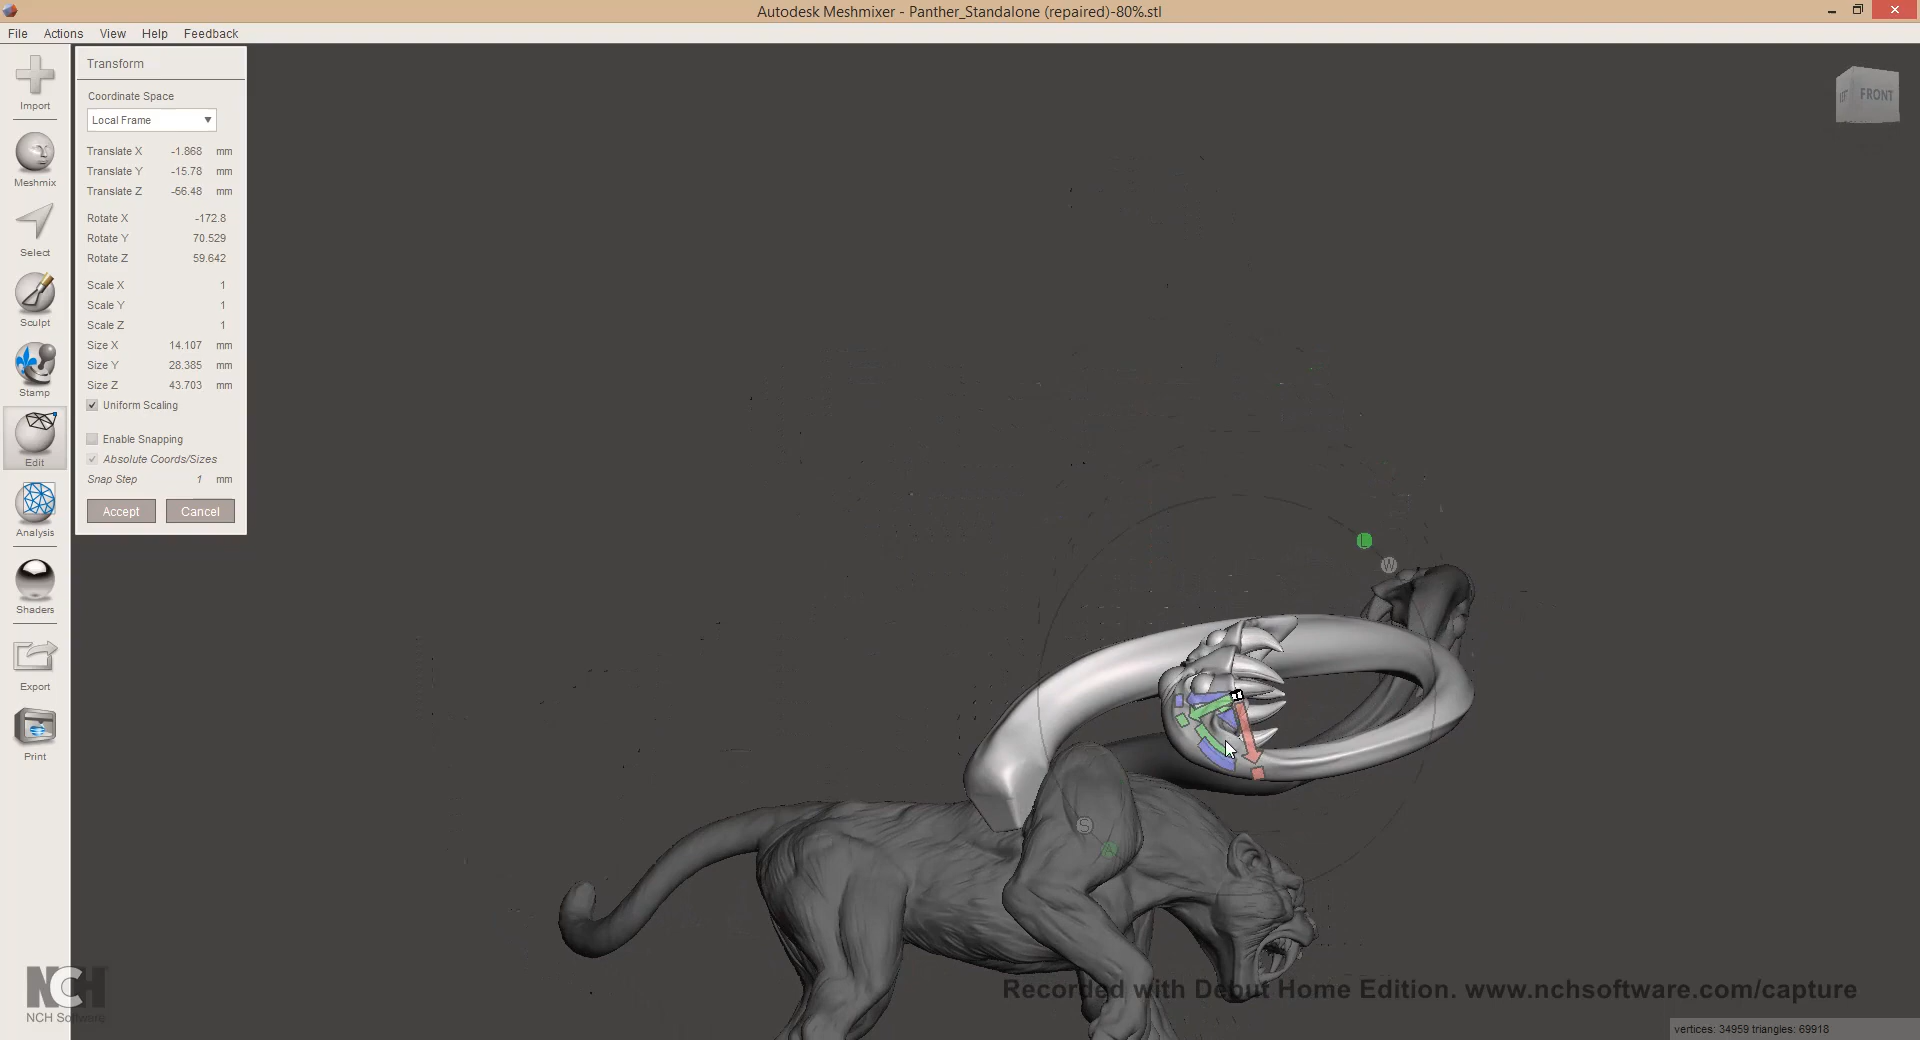 Autodesk Meshmixer - Panther_Standalone (repaired)-80%.stl
File Actions View Help Feedback
Import
Meshmix
Select
Sculpt
Stamp
Edit
Analysis
Shaders
Export
Print
Transform
Coordinate Space
Local Frame
Translate X -1.868 mm
Translate Y -15.78 mm
Translate Z -56.48 mm
Rotate X -172.8
Rotate Y 70.529
Rotate Z 59.642
Scale X 1
Scale Y 1
Scale Z 1
Size X 14.107 mm
Size Y 28.385 mm
Size Z 43.703 mm
Uniform Scaling
Enable Snapping
Absolute Coords/Sizes
Snap Step 1 mm
Accept Cancel
FRONT
L
W
S
A
NCH
NCH Software
Recorded with Debut Home Edition. www.nchsoftware.com/capture
vertices: 34959 triangles: 69918